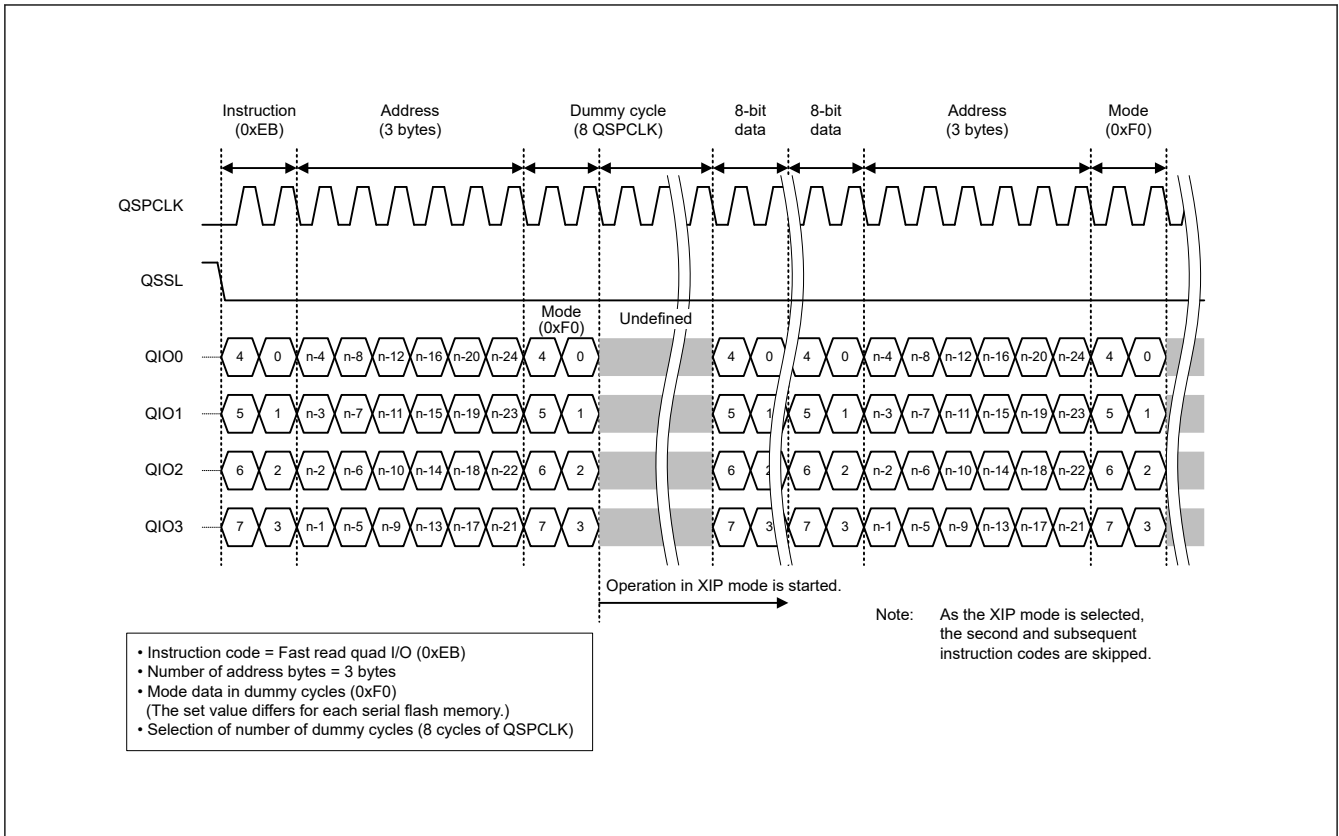 Instruction Address Dummy cycle 8-bit 8-bit Address Mode
(0xEB) (3 bytes) (8 QSPCLK) data data (3 bytes) (0xF0)
QSPCLK
QSSL
Mode
(0xF0) Undefined
QIO0 4 0 n-4 n-8 n-12 n-16 n-20 n-24 4 0 4 0 4 0 n-4 n-8 n-12 n-16 n-20 n-24 4 0
QIO1 5 1 n-3 n-7 n-11 n-15 n-19 n-23 5 1 5 1 5 1 n-3 n-7 n-11 n-15 n-19 n-23 5 1
QIO2 6 2 n-2 n-6 n-10 n-14 n-18 n-22 6 2 6 2 6 2 n-2 n-6 n-10 n-14 n-18 n-22 6 2
QIO3 7 3 n-1 n-5 n-9 n-13 n-17 n-21 7 3 7 3 7 3 n-1 n-5 n-9 n-13 n-17 n-21 7 3
Operation in XIP mode is started.
Note: As the XIP mode is selected,
the second and subsequent
instruction codes are skipped.
• Instruction code = Fast read quad I/O (0xEB)
• Number of address bytes = 3 bytes
• Mode data in dummy cycles (0xF0)
(The set value differs for each serial flash memory.)
• Selection of number of dummy cycles (8 cycles of QSPCLK)